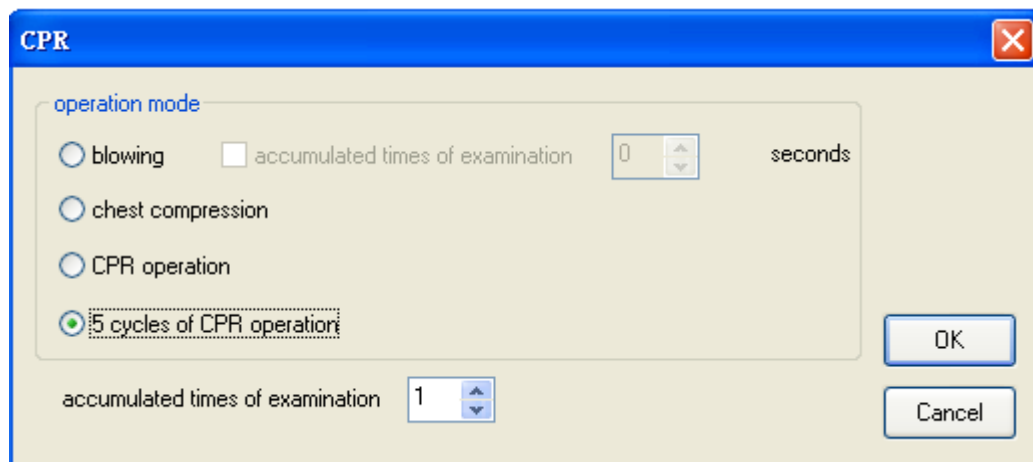 CPR
operation mode
blowing accumulated times of examination 0 seconds
chest compression
CPR operation
5 cycles of CPR operation
OK
accumulated times of examination 1
Cancel